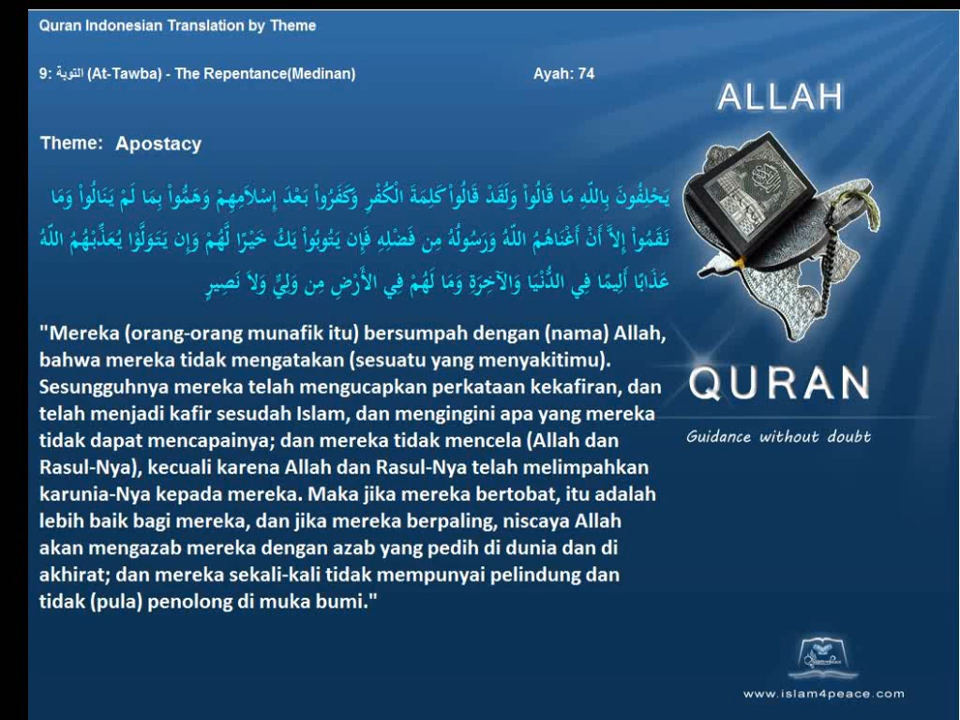 Quran Indonesian Translation by Theme
9: التوبة (At-Tawba) - The Repentance(Medinan) Ayah: 74
ALLAH
Theme: Apostacy
يَحْلِفُونَ بِاللّهِ مَا قَالُواْ وَلَقَدْ قَالُواْ كَلِمَةَ الْكُفْرِ وَكَفَرُواْ بَعْدَ إِسْلاَمِهِمْ وَهَمُّواْ بِمَا لَمْ يَنَالُواْ وَمَا
نَقَمُواْ إِلاَّ أَنْ أَغْنَاهُمُ اللّهُ وَرَسُولُهُ مِن فَضْلِهِ فَإِن يَتُوبُواْ يَكُ خَيْرًا لَّهُمْ وَإِن يَتَوَلَّوْا يُعَذِّبْهُمُ اللّهُ
عَذَابًا أَلِيمًا فِي الدُّنْيَا وَالآخِرَةِ وَمَا لَهُمْ فِي الأَرْضِ مِن وَلِيٍّ وَلاَ نَصِيرٍ
"Mereka (orang-orang munafik itu) bersumpah dengan (nama) Allah,
bahwa mereka tidak mengatakan (sesuatu yang menyakitimu).
Sesungguhnya mereka telah mengucapkan perkataan kekafiran, dan
telah menjadi kafir sesudah Islam, dan mengingini apa yang mereka
tidak dapat mencapainya; dan mereka tidak mencela (Allah dan
Rasul-Nya), kecuali karena Allah dan Rasul-Nya telah melimpahkan
karunia-Nya kepada mereka. Maka jika mereka bertobat, itu adalah
lebih baik bagi mereka, dan jika mereka berpaling, niscaya Allah
akan mengazab mereka dengan azab yang pedih di dunia dan di
akhirat; dan mereka sekali-kali tidak mempunyai pelindung dan
tidak (pula) penolong di muka bumi."
QURAN
Guidance without doubt
www.islam4peace.com